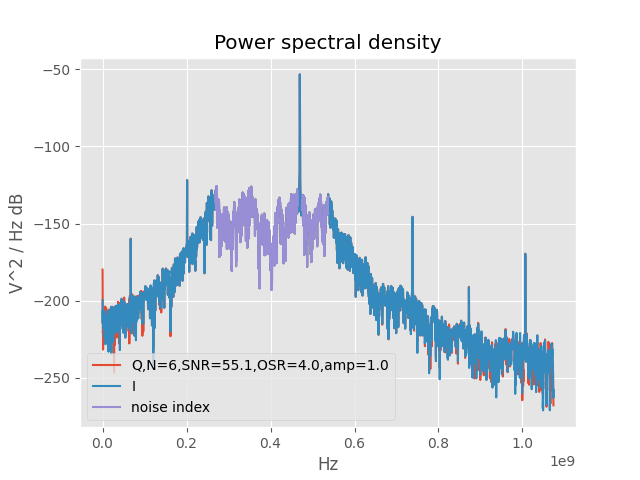 Power spectral density
V^2 / Hz dB
−50
−100
−150
−200
−250
Q,N=6,SNR=55.1,OSR=4.0,amp=1.0
I
noise index
0.0 0.2 0.4 0.6 0.8 1.0
1e9
Hz